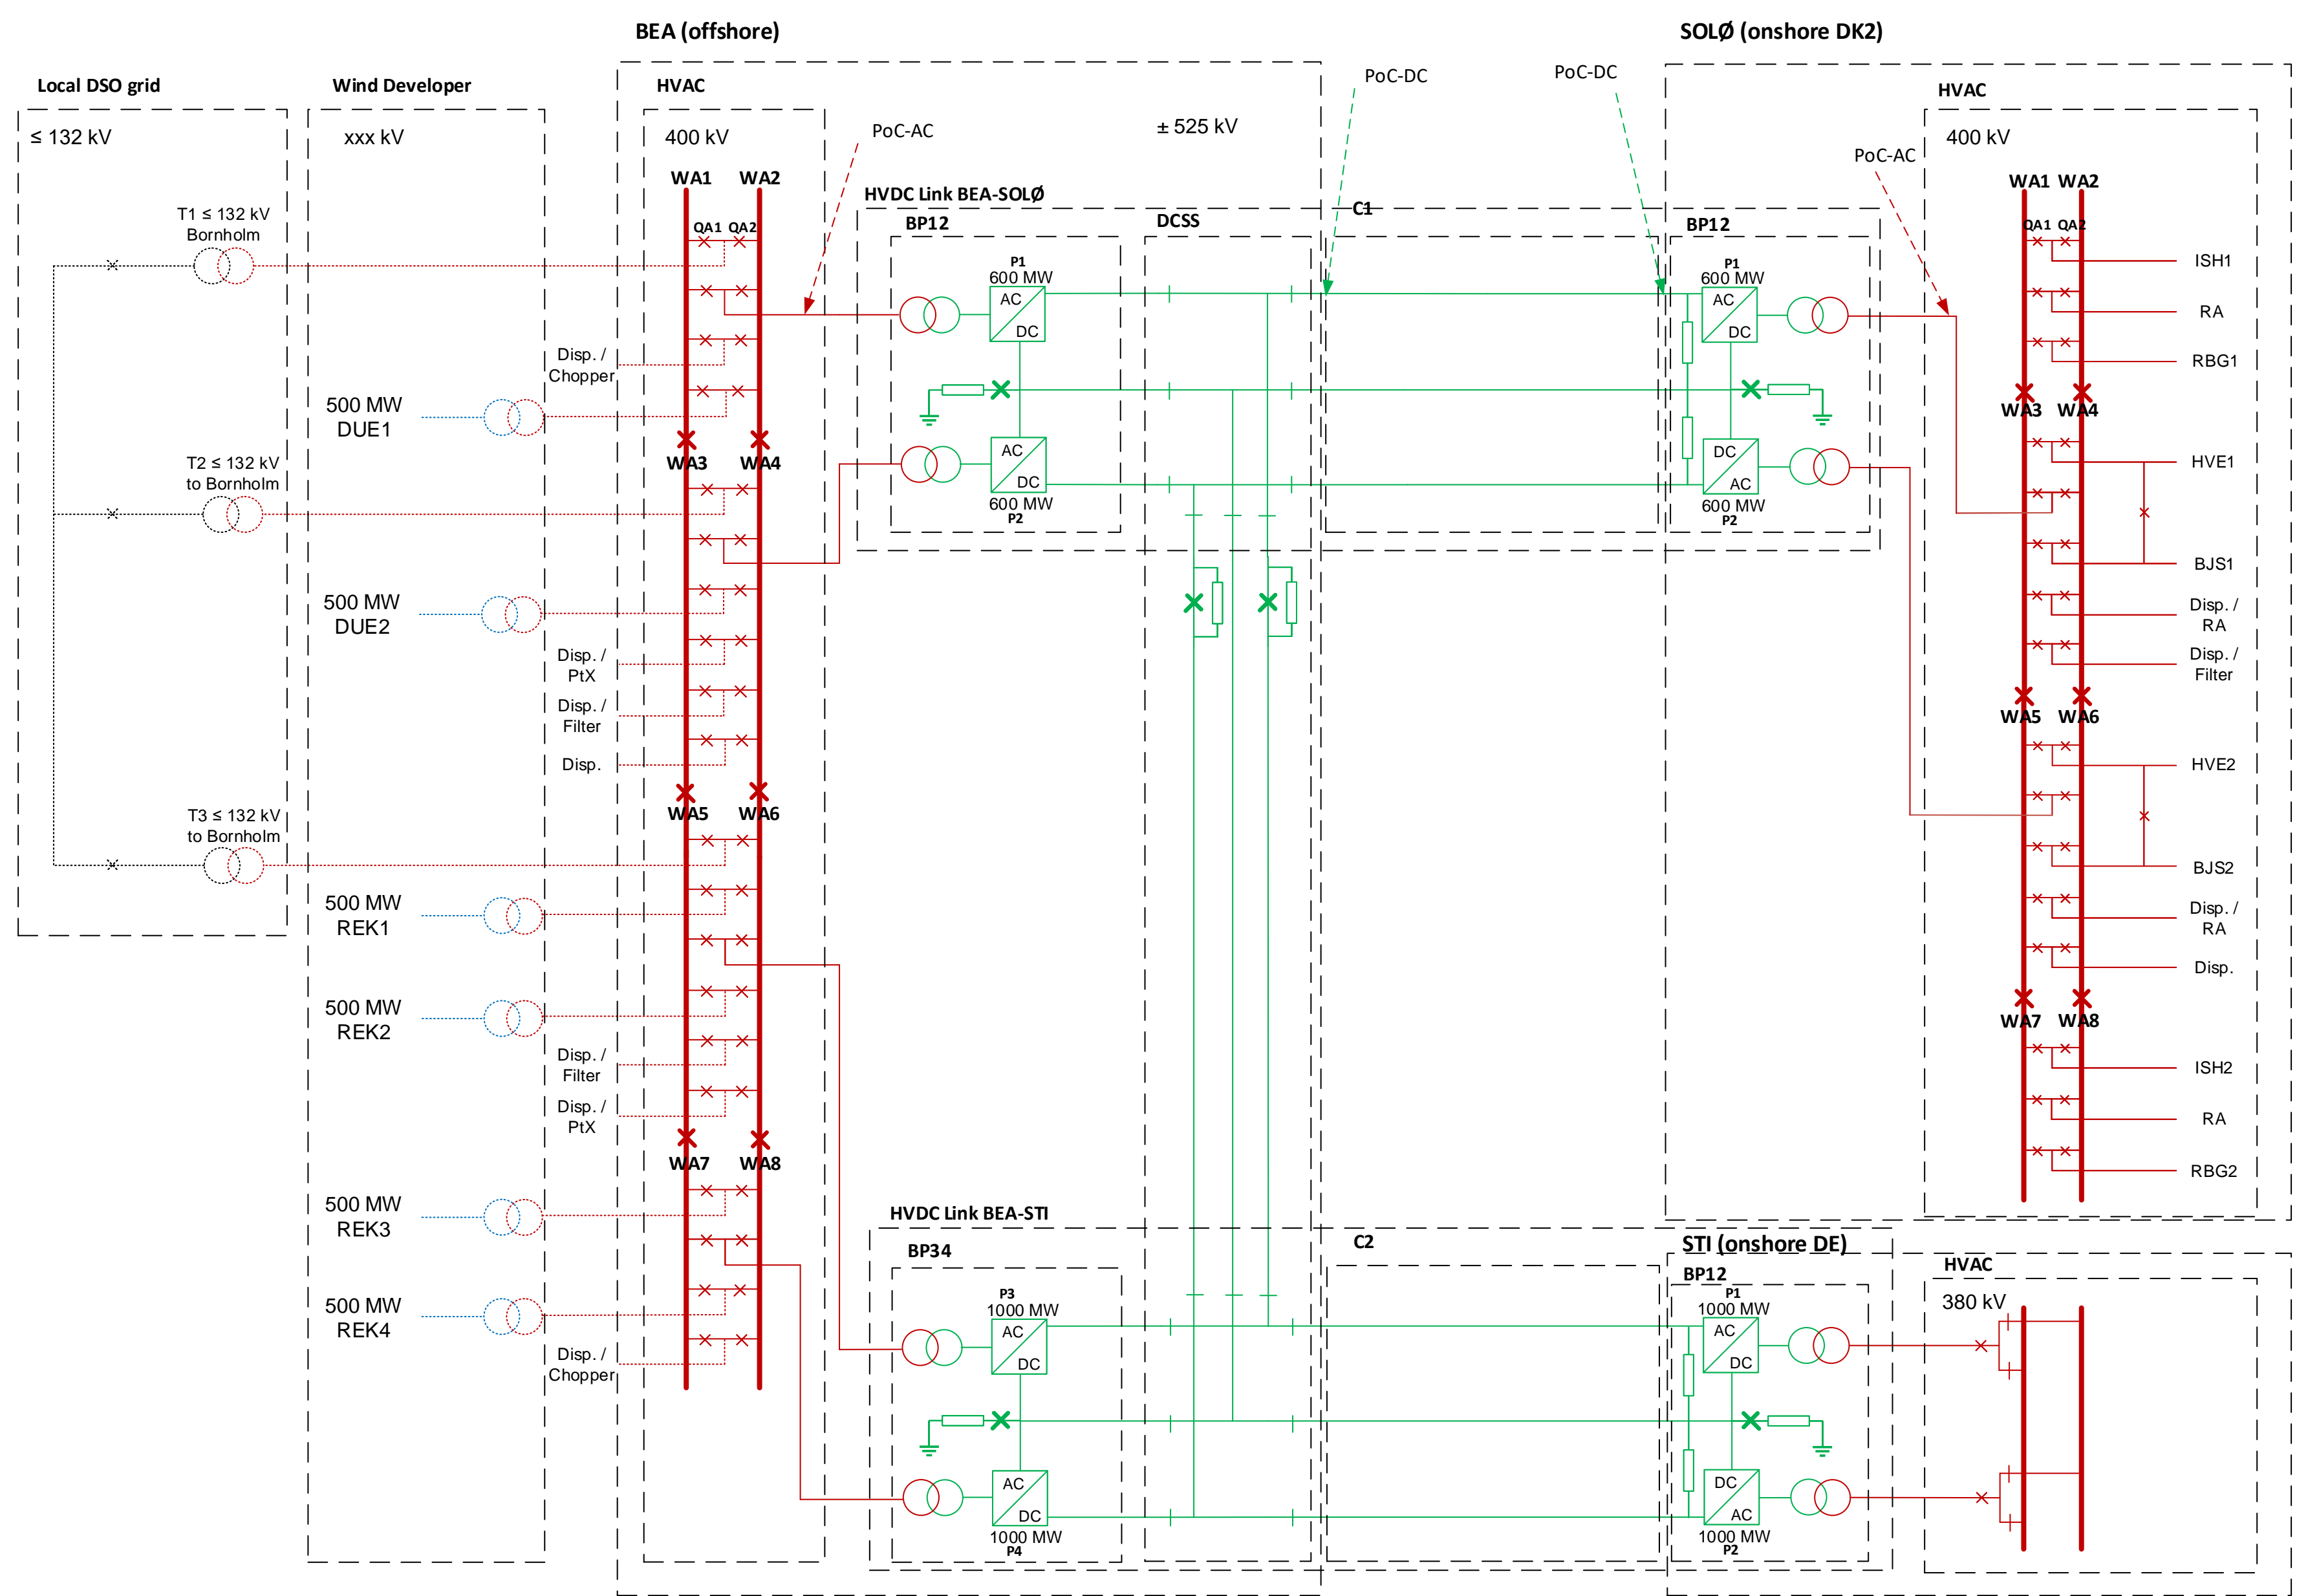 BEA (offshore)
SOLØ (onshore DK2)
Local DSO grid
Wind Developer
HVAC
PoC-DC
PoC-DC
HVAC
≤ 132 kV
xxx kV
400 kV
PoC-AC
± 525 kV
400 kV
PoC-AC
WA1
WA2
WA1
WA2
HVDC Link BEA-SOLØ
C1
T1 ≤ 132 kV
Bornholm
QA1
QA2
BP12
DCSS
BP12
QA1
QA2
P1
600 MW
AC
DC
P1
600 MW
AC
DC
ISH1
RA
RBG1
Disp. /
Chopper
500 MW
DUE1
WA3
WA4
WA3
WA4
T2 ≤ 132 kV
to Bornholm
AC
DC
600 MW
P2
DC
AC
600 MW
P2
HVE1
BJS1
500 MW
DUE2
Disp. /
RA
Disp. /
PtX
Disp. /
Filter
Disp. /
Filter
Disp.
WA5
WA6
WA5
WA6
HVE2
T3 ≤ 132 kV
to Bornholm
BJS2
500 MW
REK1
Disp. /
RA
Disp.
500 MW
REK2
WA7
WA8
Disp. /
Filter
ISH2
Disp. /
PtX
RA
WA7
WA8
RBG2
500 MW
REK3
HVDC Link BEA-STI
C2
STI (onshore DE)
BP34
BP12
HVAC
P3
1000 MW
AC
DC
P1
1000 MW
AC
DC
380 kV
500 MW
REK4
Disp. /
Chopper
AC
DC
1000 MW
P4
DC
AC
1000 MW
P2